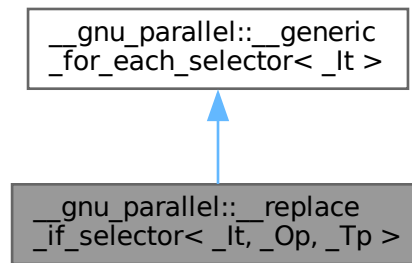 __gnu_parallel::__generic
_for_each_selector< _It >
__gnu_parallel::__replace
_if_selector< _It, _Op, _Tp >